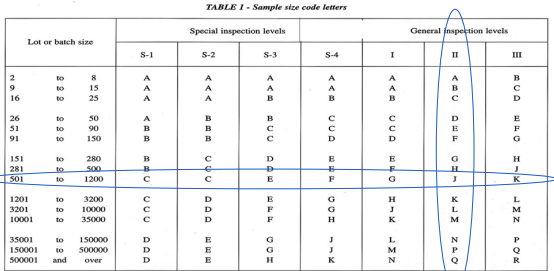 TABLE 1 - Sample size code letters
Lot or batch size Special inspection levels General inspection levels
S-1 S-2 S-3 S-4 I II III
2 to 8 A A A A A A B
9 to 15 A A A A A B C
16 to 25 A A B B B C D
26 to 50 A B B C C D E
51 to 90 B B C C C E F
91 to 150 B B C D D F G
151 to 280 B C D E E G H
281 to 500 B C D E F H J
501 to 1200 C C E F G J K
1201 to 3200 C D E G H K L
3201 to 10000 C D F G J L M
10001 to 35000 C D F H K M N
35001 to 150000 D E G J L N P
150001 to 500000 D E G J M P Q
500001 and over D E H K N Q R